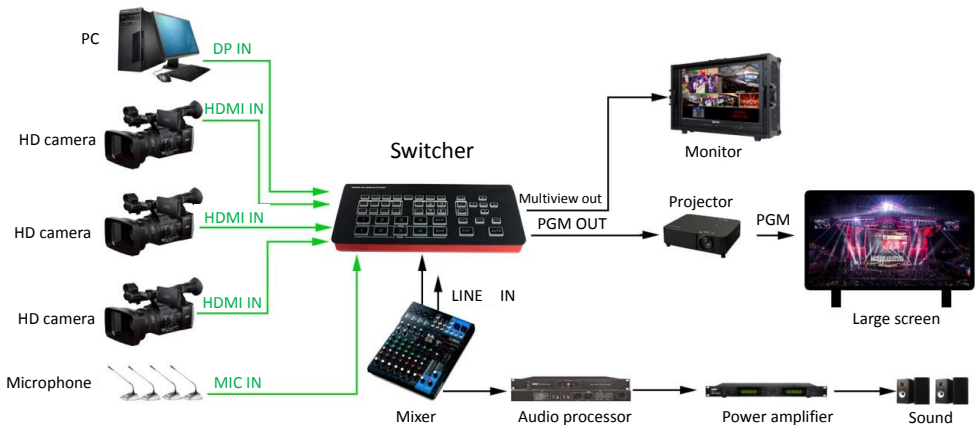 PC
DP IN
HDMI IN
HD camera
Switcher
Monitor
Multiview out
PGM OUT
Projector
PGM
HD camera
HDMI IN
HDMI IN
HD camera
LINE IN
Large screen
Microphone
MIC IN
Mixer
Audio processor
Power amplifier
Sound